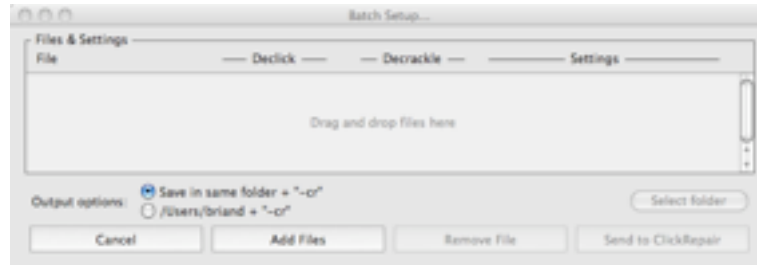 Batch Setup...
Files & Settings
File Declick Decrackle Settings
Drag and drop files here
Output options: Save in same folder + "-cr"
/Users/briand + "-cr"
Select folder
Cancel Add Files Remove File Send to ClickRepair